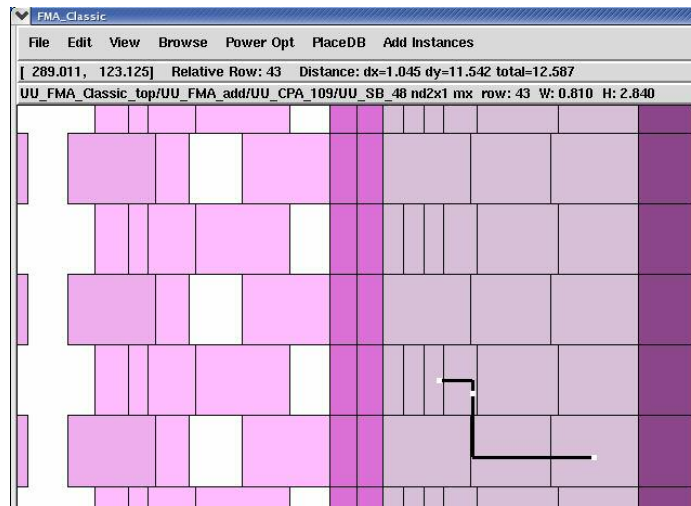 FMA_Classic
File Edit View Browse Power Opt PlaceDB Add Instances
[ 289.011, 123.125] Relative Row: 43 Distance: dx=1.045 dy=11.542 total=12.587
UU_FMA_Classic_top/UU_FMA_add/UU_CPA_109/UU_SB_48 nd2x1 mx row: 43 W: 0.810 H: 2.840